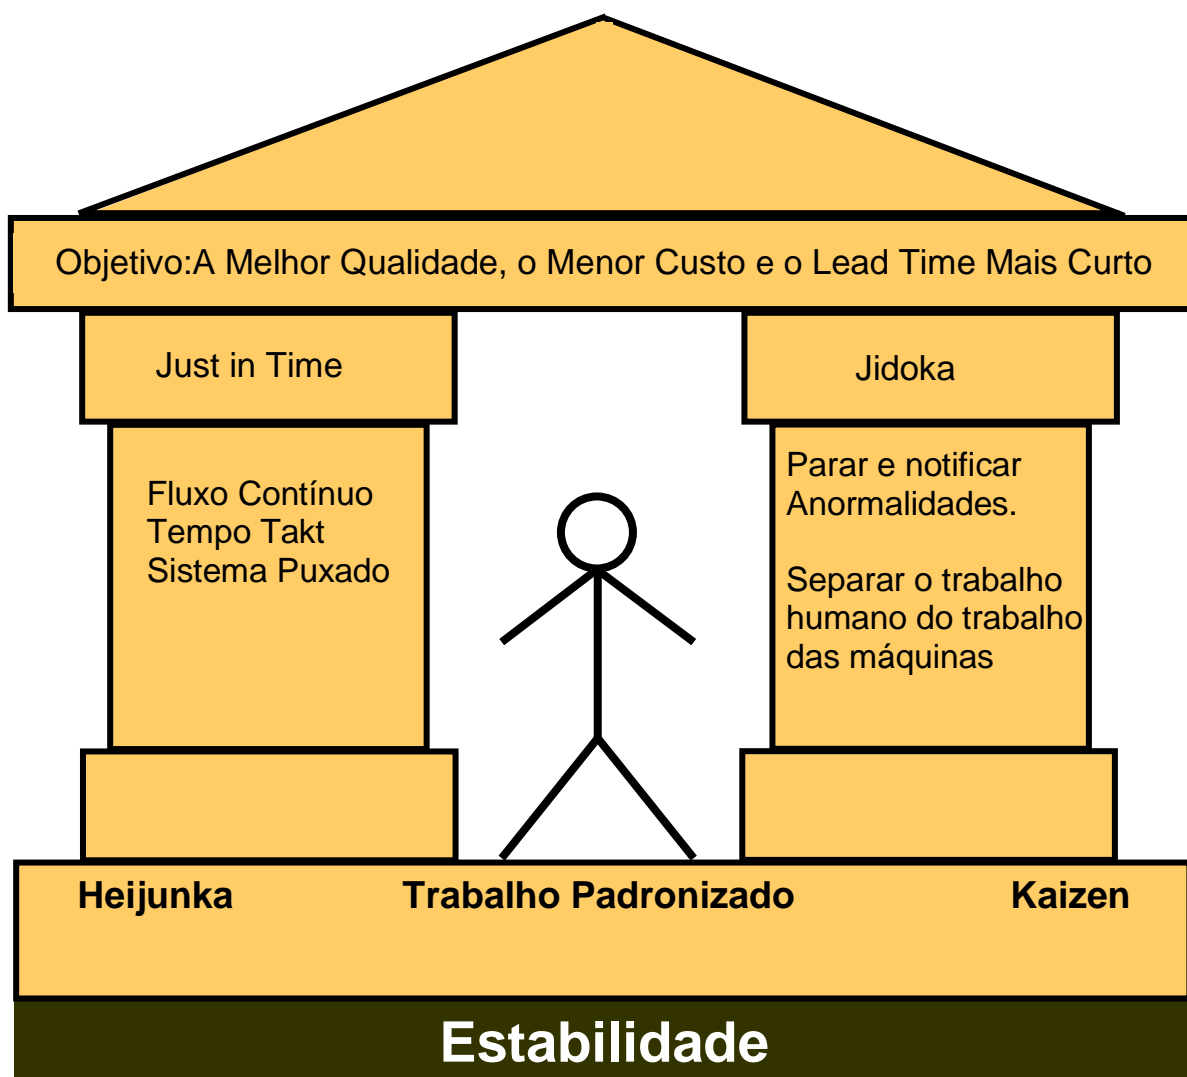 Objetivo:A Melhor Qualidade, o Menor Custo e o Lead Time Mais Curto
Just in Time
Fluxo Contínuo
Tempo Takt
Sistema Puxado
Jidoka
Parar e notificar
Anormalidades.
Separar o trabalho
humano do trabalho
das máquinas
Heijunka Trabalho Padronizado Kaizen
Estabilidade